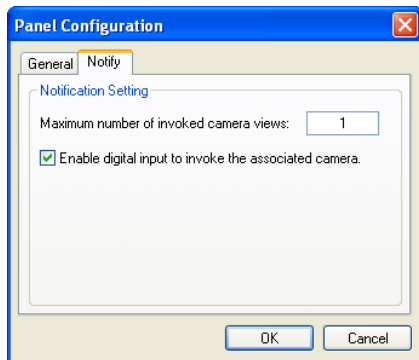 Panel Configuration
General Notify
Notification Setting
Maximum number of invoked camera views: 1
Enable digital input to invoke the associated camera.
OK Cancel